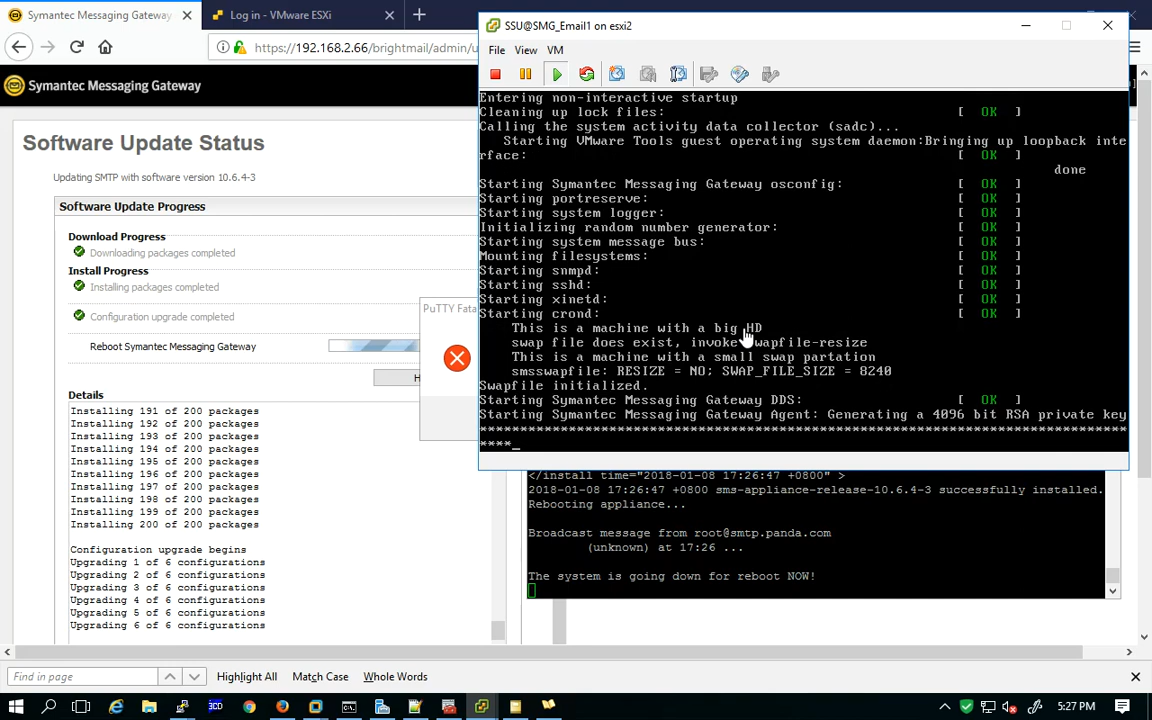 Symantec Messaging Gateway
Log in - VMware ESXi
https://192.168.2.66/brightmail/admin/u
Symantec Messaging Gateway
Software Update Status
Updating SMTP with software version 10.6.4-3
Software Update Progress
Download Progress
Downloading packages completed
Install Progress
Installing packages completed
Configuration upgrade completed
Reboot Symantec Messaging Gateway
H
Details
Installing 191 of 200 packages
Installing 192 of 200 packages
Installing 193 of 200 packages
Installing 194 of 200 packages
Installing 195 of 200 packages
Installing 196 of 200 packages
Installing 197 of 200 packages
Installing 198 of 200 packages
Installing 199 of 200 packages
Installing 200 of 200 packages
Configuration upgrade begins
Upgrading 1 of 6 configurations
Upgrading 2 of 6 configurations
Upgrading 3 of 6 configurations
Upgrading 4 of 6 configurations
Upgrading 5 of 6 configurations
Upgrading 6 of 6 configurations
PuTTY Fata
SSU@SMG_Email1 on esxi2
File View VM
Entering non-interactive startup
Cleaning up lock files: [ OK ]
Calling the system activity data collector (sadc)...
Starting VMware Tools guest operating system daemon:Bringing up loopback inte
rface: [ OK ]
done
Starting Symantec Messaging Gateway osconfig: [ OK ]
Starting portreserve: [ OK ]
Starting system logger: [ OK ]
Initializing random number generator: [ OK ]
Starting system message bus: [ OK ]
Mounting filesystems: [ OK ]
Starting snmpd: [ OK ]
Starting sshd: [ OK ]
Starting xinetd: [ OK ]
Starting crond: [ OK ]
This is a machine with a big HD
swap file does exist, invoke swapfile-resize
This is a machine with a small swap partation
smsswapfile: RESIZE = NO; SWAP_FILE_SIZE = 8240
Swapfile initialized.
Starting Symantec Messaging Gateway DDS: [ OK ]
Starting Symantec Messaging Gateway Agent: Generating a 4096 bit RSA private key
********************************************************************************
****_
</install time="2018-01-08 17:26:47 +0800" >
2018-01-08 17:26:47 +0800 sms-appliance-release-10.6.4-3 successfully installed.
Rebooting appliance...
Broadcast message from root@smtp.panda.com
(unknown) at 17:26 ...
The system is going down for reboot NOW!
Find in page
Highlight All Match Case Whole Words
5:27 PM